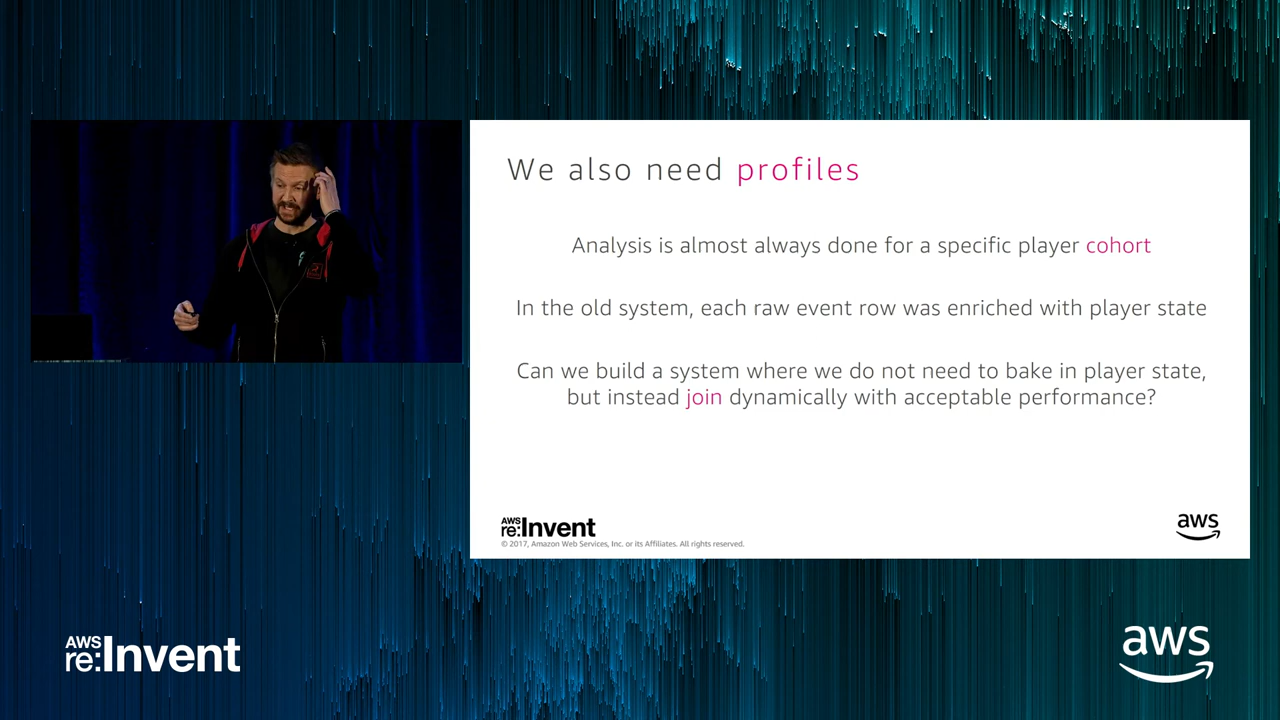 We also need profiles
Analysis is almost always done for a specific player cohort
In the old system, each raw event row was enriched with player state
Can we build a system where we do not need to bake in player state,
but instead join dynamically with acceptable performance?
AWS
re:Invent
© 2017, Amazon Web Services, Inc. or its Affiliates. All rights reserved.
aws
AWS
re:Invent
aws